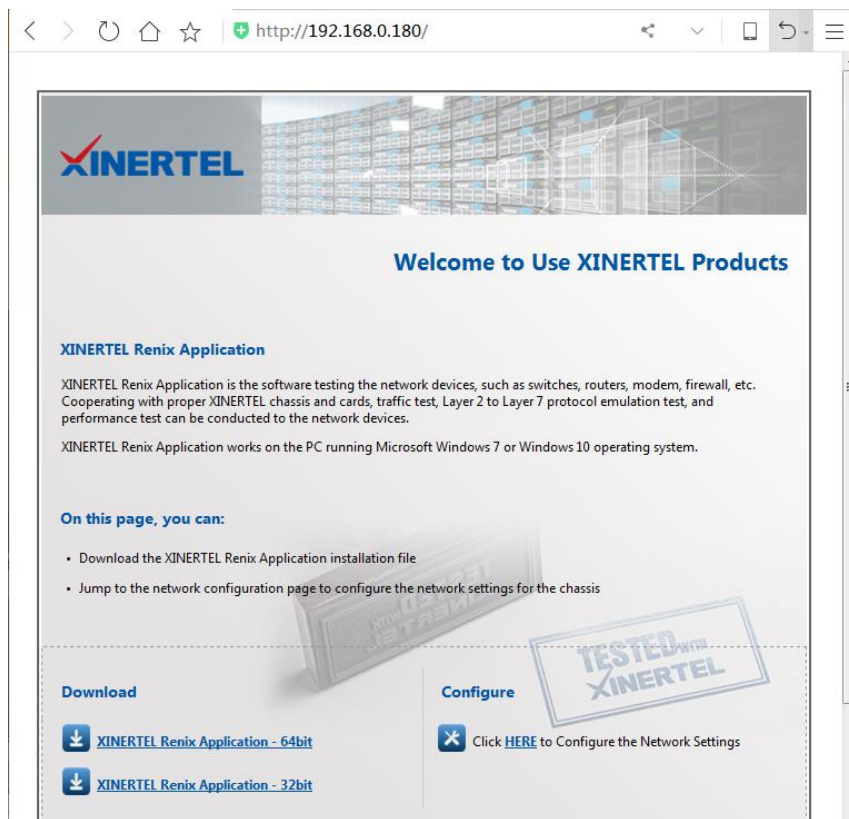 http://192.168.0.180/
XINERTEL
Welcome to Use XINERTEL Products
XINERTEL Renix Application
XINERTEL Renix Application is the software testing the network devices, such as switches, routers, modem, firewall, etc.
Cooperating with proper XINERTEL chassis and cards, traffic test, Layer 2 to Layer 7 protocol emulation test, and
performance test can be conducted to the network devices.
XINERTEL Renix Application works on the PC running Microsoft Windows 7 or Windows 10 operating system.
On this page, you can:
• Download the XINERTEL Renix Application installation file
• Jump to the network configuration page to configure the network settings for the chassis
TESTED WITH
XINERTEL
TESTED WITH
XINERTEL
Download
XINERTEL Renix Application - 64bit
XINERTEL Renix Application - 32bit
Configure
Click HERE to Configure the Network Settings